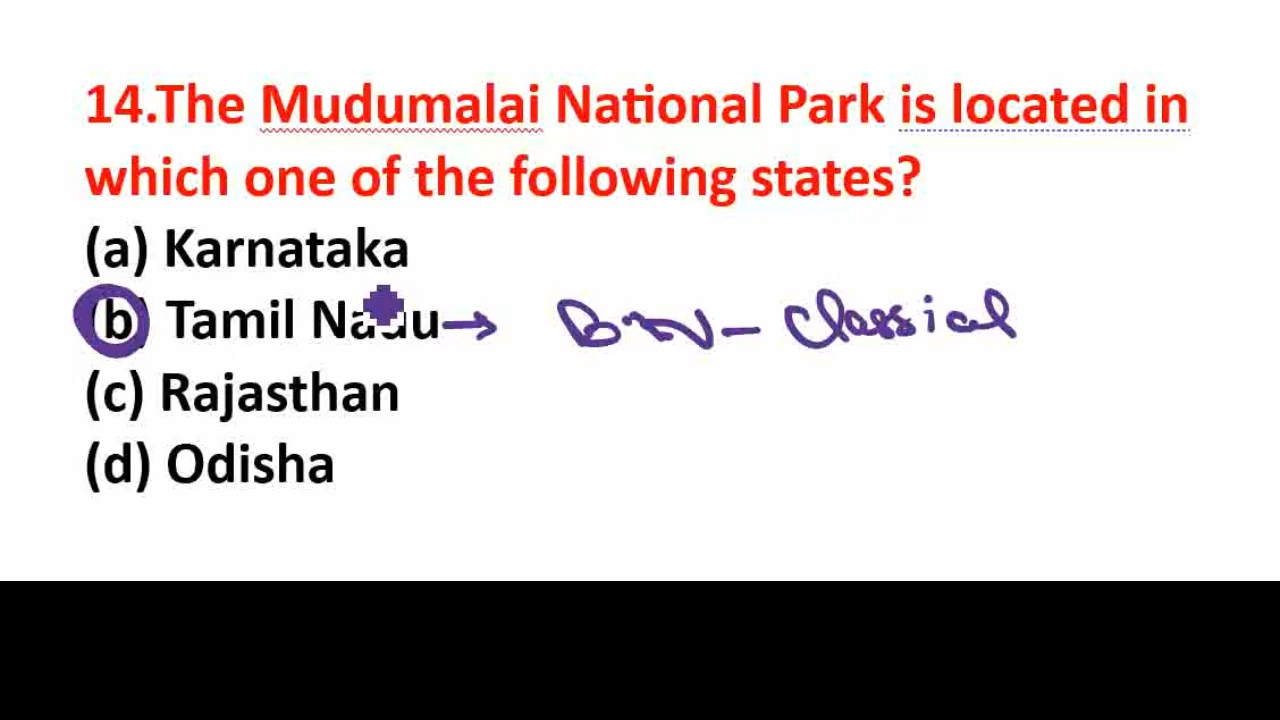 14.The Mudumalai National Park is located in
which one of the following states?
(a) Karnataka
(b) Tamil Nadu → - Classical
(c) Rajasthan
(d) Odisha